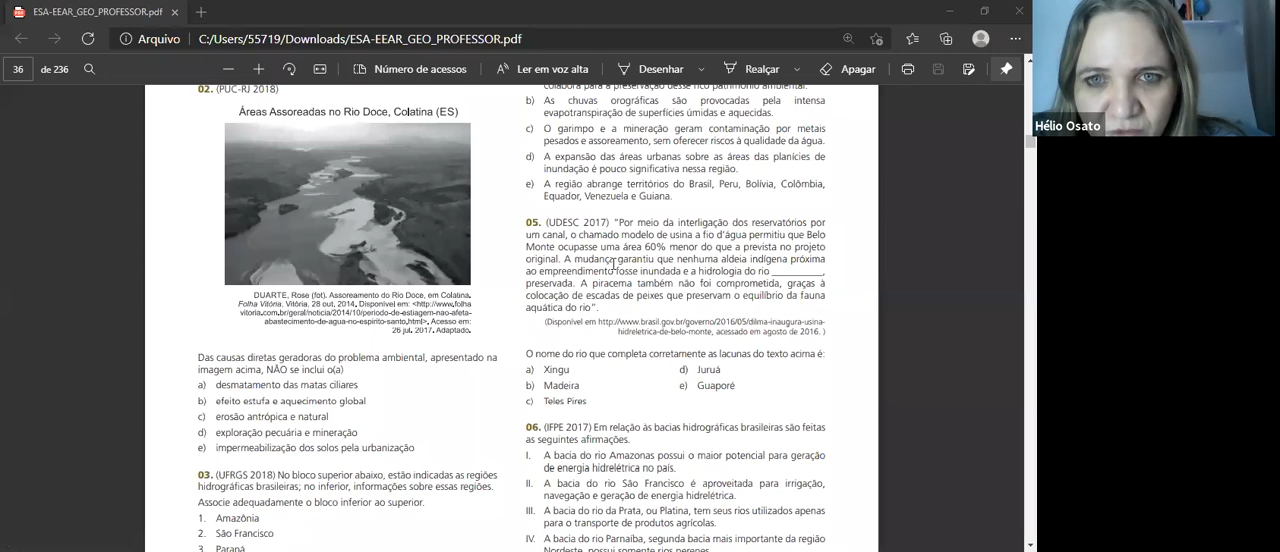 ESA-EEAR_GEO_PROFESSOR.pdf
Arquivo
C:/Users/55719/Downloads/ESA-EEAR_GEO_PROFESSOR.pdf
36
de 236
Número de acessos
Ler em voz alta
Desenhar
Realçar
Apagar
Hélio Osato
02. (PUC-RJ 2018)
Áreas Assoreadas no Rio Doce, Colatina (ES)
DUARTE, Rose (fot). Assoreamento do Rio Doce, em Colatina.
Folha Vitória, Vitória, 28 out. 2014. Disponível em: <http://www.folha
vitoria.com.br/geral/noticia/2014/10/periodo-de-estiagem-nao-afeta-
abastecimento-de-agua-no-espirito-santo.html>. Acesso em:
26 jul. 2017. Adaptado.
Das causas diretas geradoras do problema ambiental, apresentado na
imagem acima, NÃO se inclui o(a)
a) desmatamento das matas ciliares
b) efeito estufa e aquecimento global
c) erosão antrópica e natural
d) exploração pecuária e mineração
e) impermeabilização dos solos pela urbanização
03. (UFRGS 2018) No bloco superior abaixo, estão indicadas as regiões
hidrográficas brasileiras; no inferior, informações sobre essas regiões.
Associe adequadamente o bloco inferior ao superior.
1. Amazônia
2. São Francisco
3. Paraná
colabora para a preservação desse rico patrimônio ambiental.
b) As chuvas orográficas são provocadas pela intensa
evapotranspiração de superfícies úmidas e aquecidas.
c) O garimpo e a mineração geram contaminação por metais
pesados e assoreamento, sem oferecer riscos à qualidade da água.
d) A expansão das áreas urbanas sobre as áreas das planícies de
inundação é pouco significativa nessa região.
e) A região abrange territórios do Brasil, Peru, Bolívia, Colômbia,
Equador, Venezuela e Guiana.
05. (UDESC 2017) "Por meio da interligação dos reservatórios por
um canal, o chamado modelo de usina a fio d'água permitiu que Belo
Monte ocupasse uma área 60% menor do que a prevista no projeto
original. A mudança garantiu que nenhuma aldeia indígena próxima
ao empreendimento fosse inundada e a hidrologia do rio _________,
preservada. A piracema também não foi comprometida, graças à
colocação de escadas de peixes que preservam o equilíbrio da fauna
aquática do rio".
(Disponível em http://www.brasil.gov.br/governo/2016/05/dilma-inaugura-usina-
hidreletrica-de-belo-monte, acessado em agosto de 2016. )
O nome do rio que completa corretamente as lacunas do texto acima é:
a) Xingu
b) Madeira
c) Teles Pires
d) Juruá
e) Guaporé
06. (IFPE 2017) Em relação às bacias hidrográficas brasileiras são feitas
as seguintes afirmações.
I. A bacia do rio Amazonas possui o maior potencial para geração
de energia hidrelétrica no país.
II. A bacia do rio São Francisco é aproveitada para irrigação,
navegação e geração de energia hidrelétrica.
III. A bacia do rio da Prata, ou Platina, tem seus rios utilizados apenas
para o transporte de produtos agrícolas.
IV. A bacia do rio Parnaíba, segunda bacia mais importante da região
Nordeste, possui somente rios perenes.